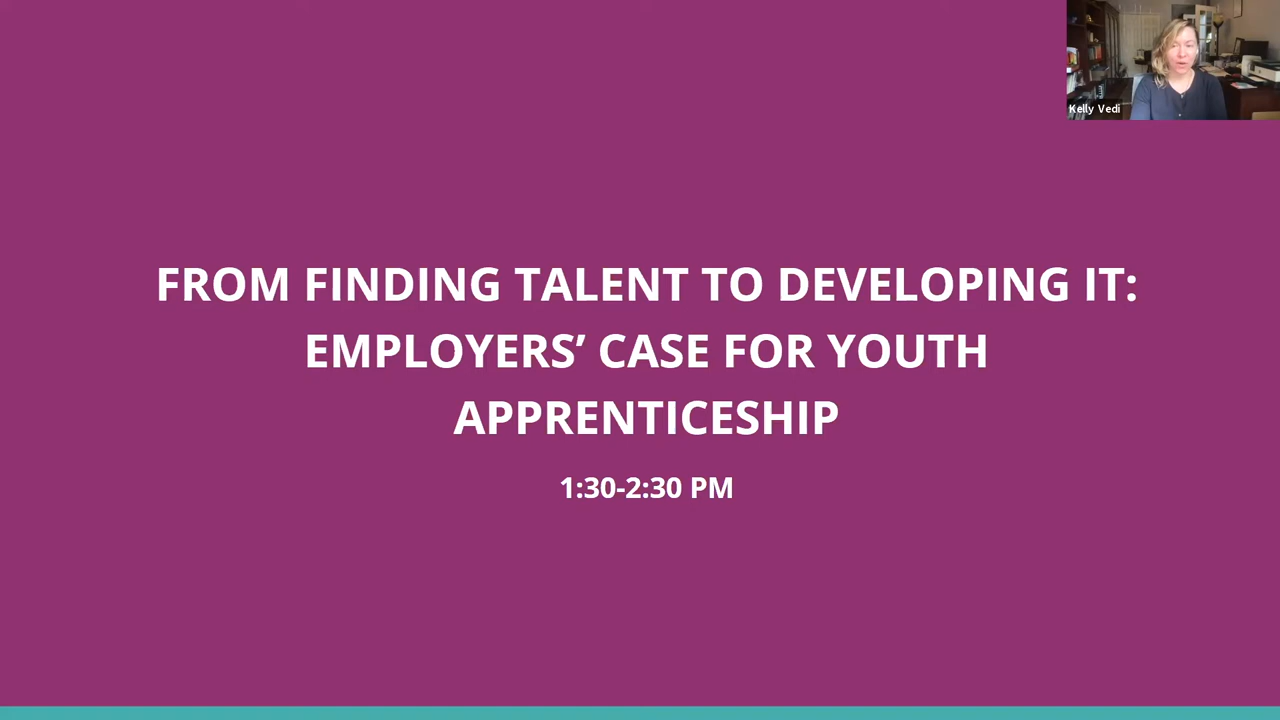 Kelly Vedi
FROM FINDING TALENT TO DEVELOPING IT:
EMPLOYERS’ CASE FOR YOUTH
APPRENTICESHIP
1:30-2:30 PM